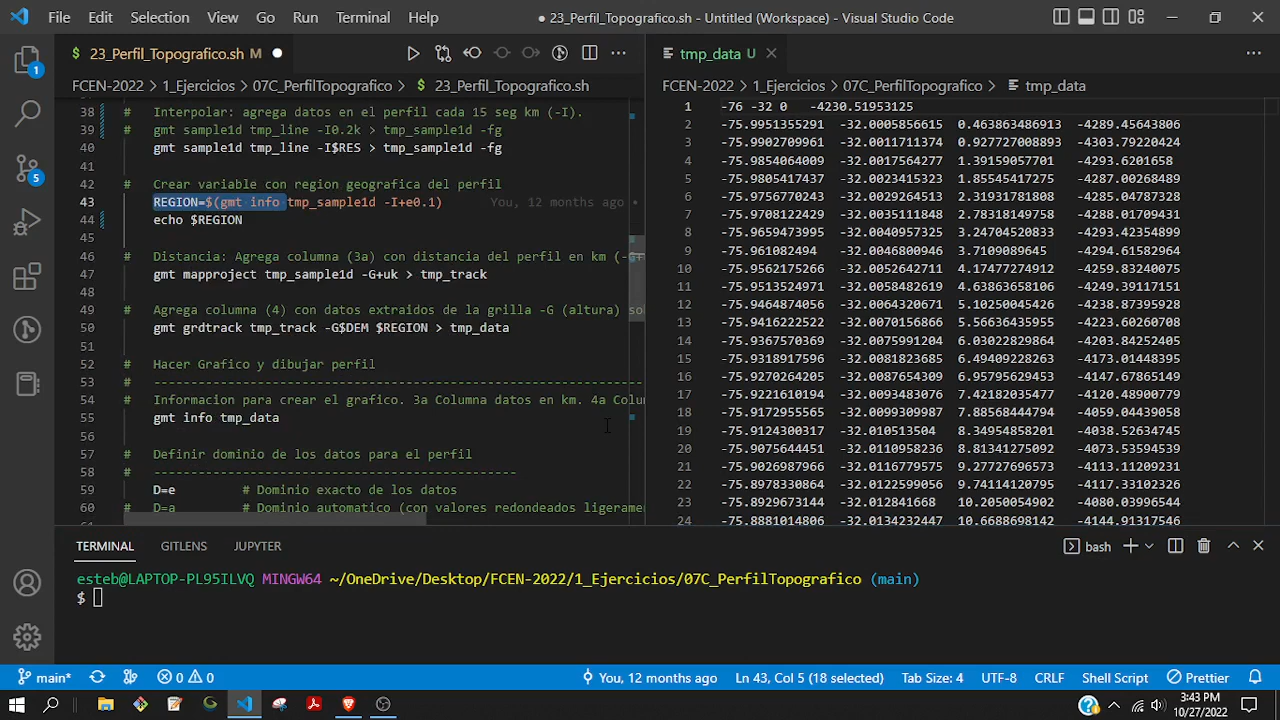 File Edit Selection View Go Run Terminal Help
● 23_Perfil_Topografico.sh - Untitled (Workspace) - Visual Studio Code
$ 23_Perfil_Topografico.sh M
FCEN-2022 > 1_Ejercicios > 07C_PerfilTopografico > $ 23_Perfil_Topografico.sh
38 # Interpolar: agrega datos en el perfil cada 15 seg km (-I).
39 # gmt sample1d tmp_line -I0.2k > tmp_sample1d -fg
40 gmt sample1d tmp_line -I$RES > tmp_sample1d -fg
41
42 # Crear variable con region geografica del perfil
43 REGION=$(gmt info tmp_sample1d -I+e0.1) You, 12 months ago •
44 echo $REGION
45
46 # Distancia: Agrega columna (3a) con distancia del perfil en km (-G+
47 gmt mapproject tmp_sample1d -G+uk > tmp_track
48
49 # Agrega columna (4) con datos extraidos de la grilla -G (altura) so
50 gmt grdtrack tmp_track -G$DEM $REGION > tmp_data
51
52 # Hacer Grafico y dibujar perfil
53 # -----------------------------------------------------
54 # Informacion para crear el grafico. 3a Columna datos en km. 4a Colum
55 gmt info tmp_data
56
57 # Definir dominio de los datos para el perfil
58 # -------------------------------------------------
59 D=e # Dominio exacto de los datos
60 # D=a # Dominio automatico (con valores redondeados ligeramen
tmp_data U
FCEN-2022 > 1_Ejercicios > 07C_PerfilTopografico > tmp_data
1 -76 -32 0 -4230.51953125
2 -75.9951355291 -32.0005856615 0.463863486913 -4289.45643806
3 -75.9902709961 -32.0011711374 0.927727008893 -4303.79220424
4 -75.9854064009 -32.0017564277 1.39159057701 -4293.6201658
5 -75.9805417437 -32.0023415323 1.85545417275 -4285.04787328
6 -75.9756770243 -32.0029264512 2.31931781808 -4285.04971638
7 -75.9708122429 -32.0035111848 2.78318149758 -4288.01709431
8 -75.9659473995 -32.0040957325 3.24704520833 -4293.42354899
9 -75.961082494 -32.0046800946 3.7109089645 -4294.61582964
10 -75.9562175266 -32.0052642711 4.17477274912 -4259.83240075
11 -75.9513524971 -32.0058482619 4.63863658106 -4249.39117151
12 -75.9464874056 -32.0064320671 5.10250045426 -4238.87395928
13 -75.9416222522 -32.0070156866 5.56636435955 -4223.60260708
14 -75.9367570369 -32.0075991204 6.03022829864 -4203.84252405
15 -75.9318917596 -32.0081823685 6.49409228263 -4173.01448395
16 -75.9270264205 -32.0087654309 6.95795629453 -4147.67861465
17 -75.9221610194 -32.0093483076 7.42182035477 -4120.48900779
18 -75.9172955565 -32.0099309987 7.88568444794 -4059.04439058
19 -75.9124300317 -32.010513504 8.34954858201 -4038.52634745
20 -75.9075644451 -32.0110958236 8.81341275092 -4073.53594539
21 -75.9026987966 -32.0116779575 9.27727696573 -4113.11209231
22 -75.8978330864 -32.0122599056 9.74114120795 -4117.33102326
23 -75.8929673144 -32.012841668 10.2050054902 -4080.03996544
24 -75.8881014806 -32.0134232447 10.6688698142 -4144.91317546
TERMINAL GITLENS JUPYTER
bash
esteb@LAPTOP-PL95ILVQ MINGW64 ~/OneDrive/Desktop/FCEN-2022/1_Ejercicios/07C_PerfilTopografico (main)
$
1
5
main* 0 0 You, 12 months ago Ln 43, Col 5 (18 selected) Tab Size: 4 UTF-8 CRLF Shell Script Prettier
3:43 PM
10/27/2022